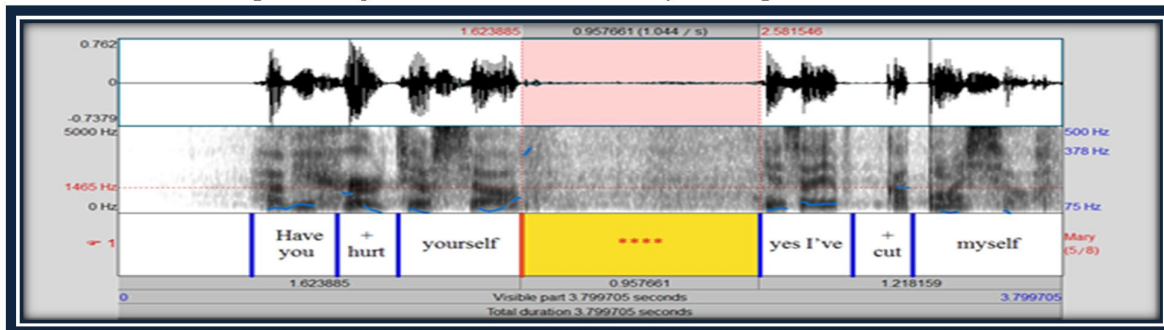 1.623885 0.957661 (1.044 / s) 2.581546
0.762
0
-0.7379
5000 Hz 500 Hz
378 Hz
1465 Hz
0 Hz 75 Hz
1 Have you + hurt yourself **** yes I've + cut myself Mary (5/8)
1.623885 0.957661 1.218159
0 Visible part 3.799705 seconds 3.799705
Total duration 3.799705 seconds